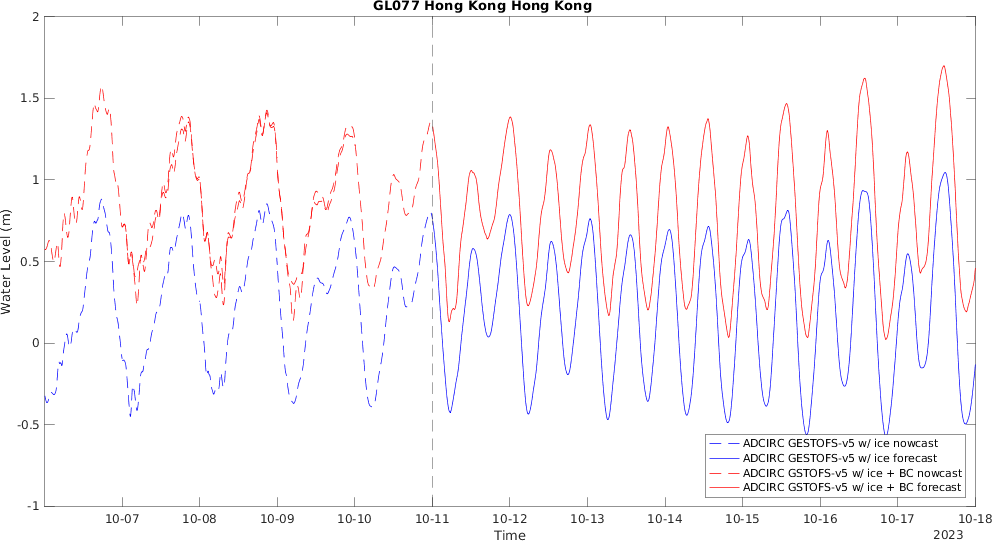 GL077 Hong Kong Hong Kong
2
1.5
1
0.5
0
-0.5
-1
Water Level (m)
10-07 10-08 10-09 10-10 10-11 10-12 10-13 10-14 10-15 10-16 10-17 10-18
Time
2023
ADCIRC GESTOFS-v5 w/ ice nowcast
ADCIRC GESTOFS-v5 w/ ice forecast
ADCIRC GSTOFS-v5 w/ ice + BC nowcast
ADCIRC GSTOFS-v5 w/ ice + BC forecast